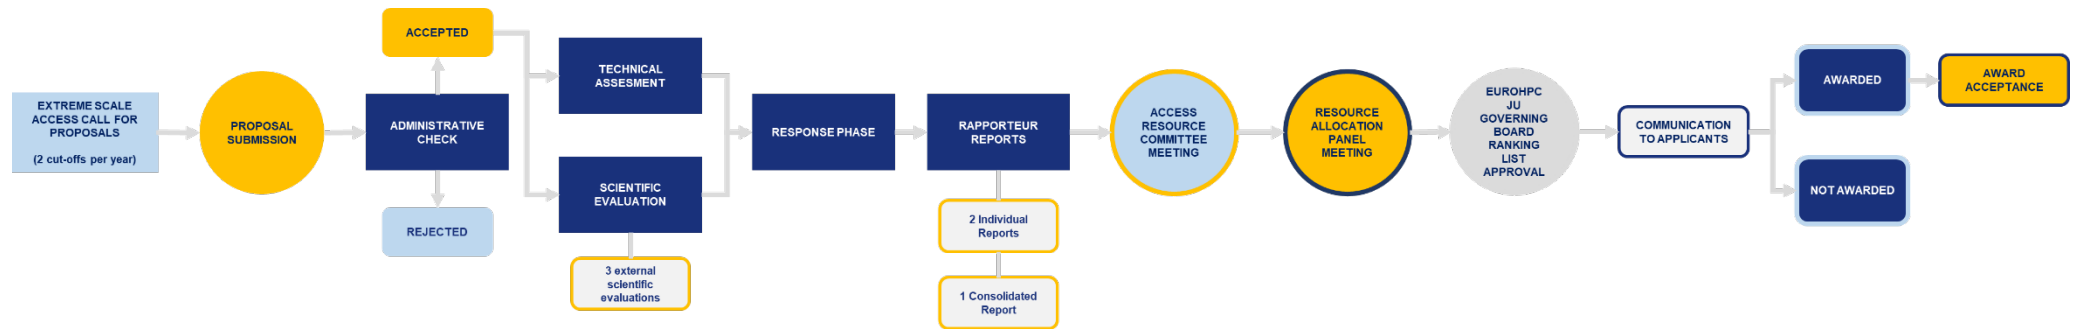 EXTREME SCALE
ACCESS CALL FOR
PROPOSALS
(2 cut-offs per year)
PROPOSAL
SUBMISSION
ACCEPTED
ADMINISTRATIVE
CHECK
REJECTED
TECHNICAL
ASSESMENT
SCIENTIFIC
EVALUATION
3 external
scientific
evaluations
RESPONSE PHASE
RAPPORTEUR
REPORTS
2 Individual
Reports
1 Consolidated
Report
ACCESS
RESOURCE
COMMITTEE
MEETING
RESOURCE
ALLOCATION
PANEL
MEETING
EUROHPC
JU
GOVERNING
BOARD
RANKING
LIST
APPROVAL
COMMUNICATION
TO APPLICANTS
AWARDED
NOT AWARDED
AWARD
ACCEPTANCE